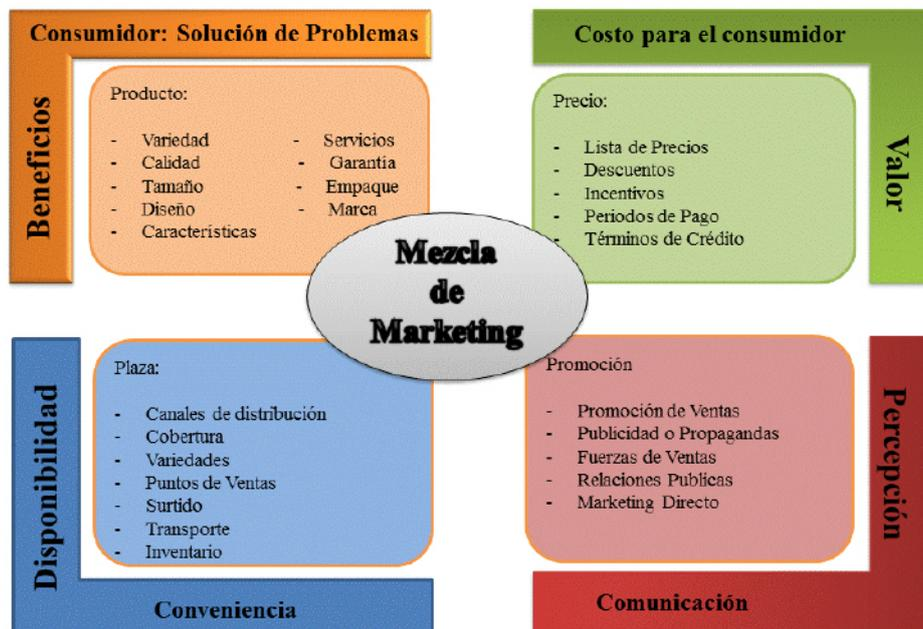 Consumidor: Solución de Problemas
Beneficios
Producto:
- Variedad - Servicios
- Calidad - Garantía
- Tamaño - Empaque
- Diseño - Marca
- Características
Costo para el consumidor
Valor
Precio:
- Lista de Precios
- Descuentos
- Incentivos
- Periodos de Pago
- Términos de Crédito
Mezcla
de
Marketing
Disponibilidad
Plaza:
- Canales de distribución
- Cobertura
- Variedades
- Puntos de Ventas
- Surtido
- Transporte
- Inventario
Conveniencia
Promoción
- Promoción de Ventas
- Publicidad o Propagandas
- Fuerzas de Ventas
- Relaciones Publicas
- Marketing Directo
Percepción
Comunicación